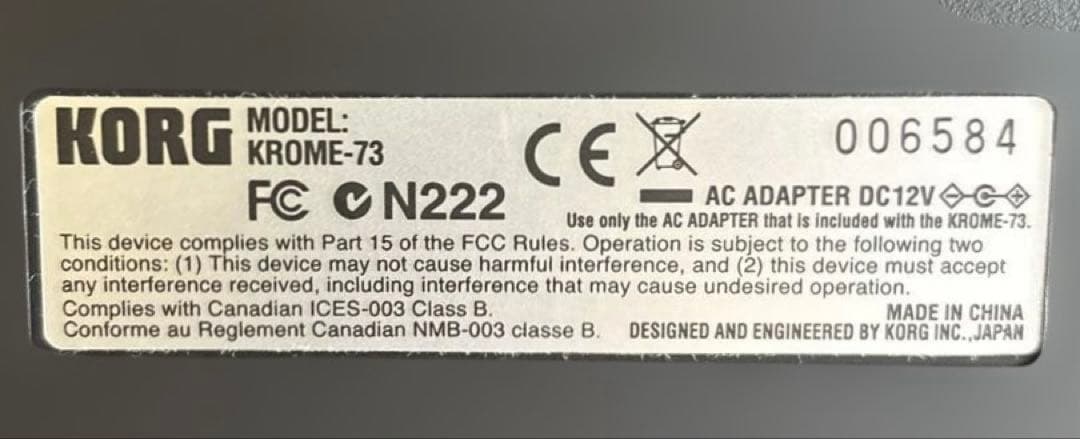 KORG MODEL:
KROME-73
FC N222
CE
006584
AC ADAPTER DC12V
Use only the AC ADAPTER that is included with the KROME-73.
This device complies with Part 15 of the FCC Rules. Operation is subject to the following two
conditions: (1) This device may not cause harmful interference, and (2) this device must accept
any interference received, including interference that may cause undesired operation.
Complies with Canadian ICES-003 Class B.
Conforme au Reglement Canadian NMB-003 classe B.
MADE IN CHINA
DESIGNED AND ENGINEERED BY KORG INC.,JAPAN